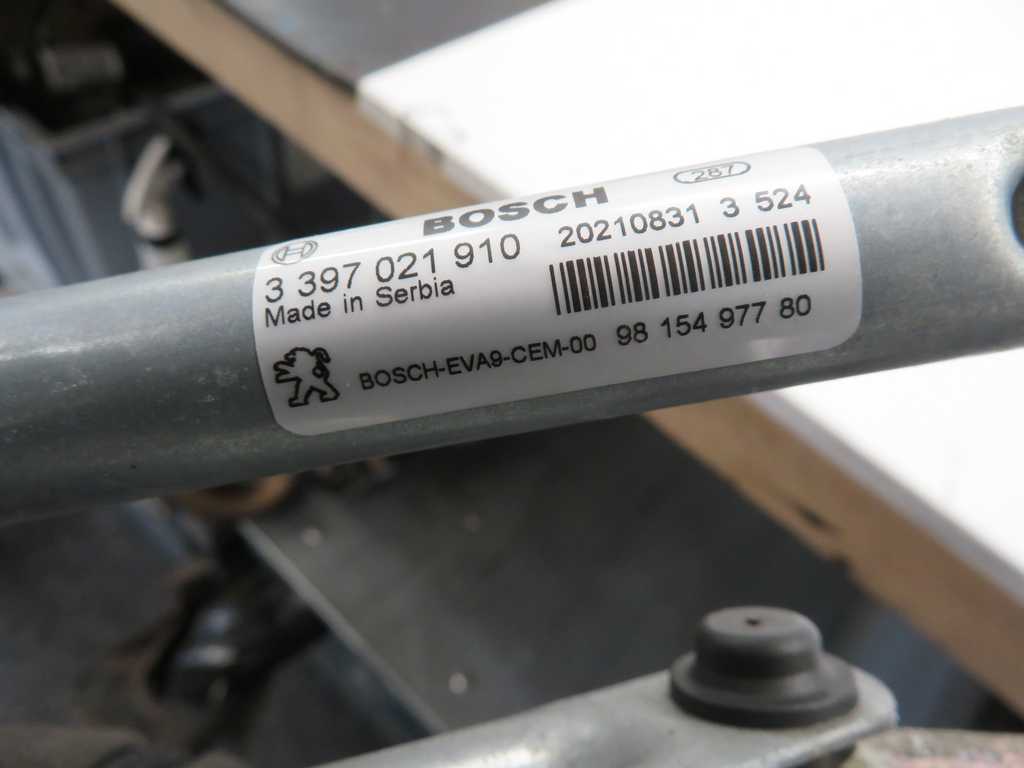 BOSCH 287
3 397 021 910 20210831 3 524
Made in Serbia
BOSCH-EVA9-CEM-00 98 154 977 80